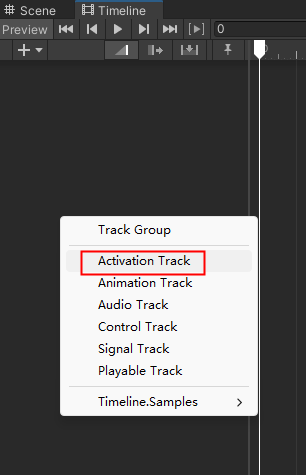 Scene Timeline
Preview 0
Track Group
Activation Track
Animation Track
Audio Track
Control Track
Signal Track
Playable Track
Timeline.Samples